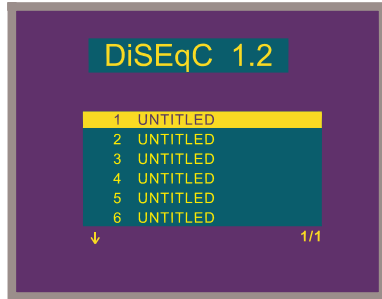 DiSEqC 1.2
1 UNTITLED
2 UNTITLED
3 UNTITLED
4 UNTITLED
5 UNTITLED
6 UNTITLED
↓ 1/1